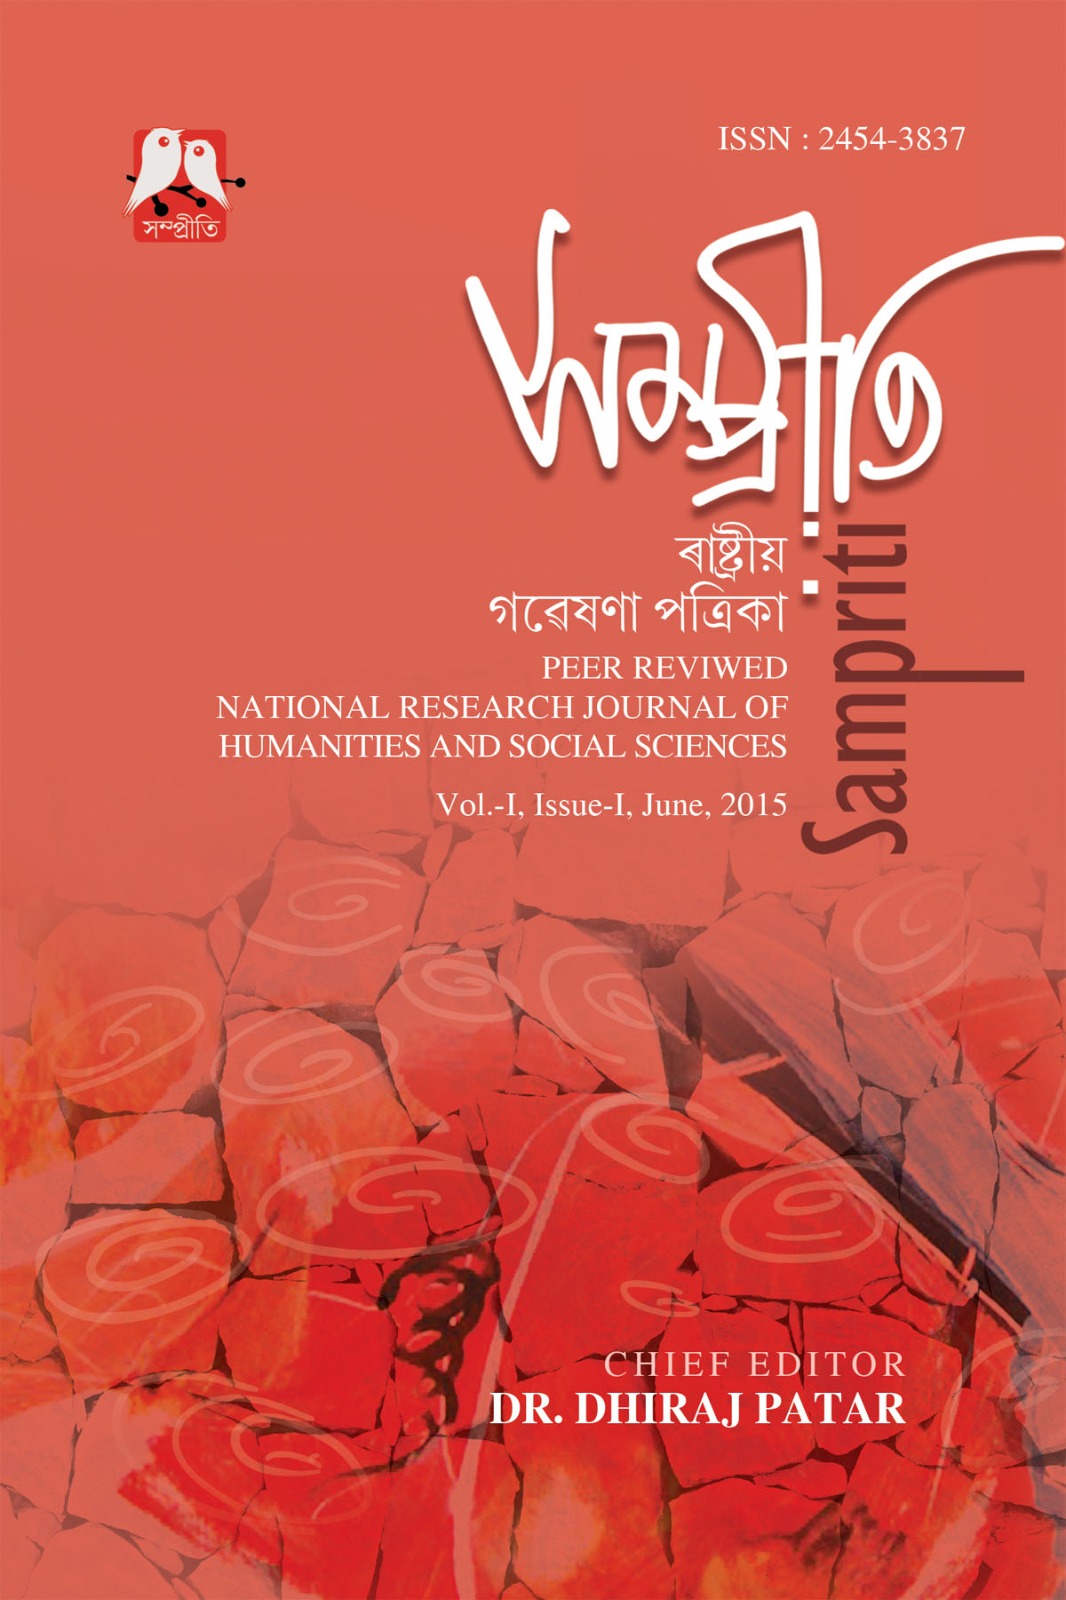 ISSN : 2454-3837
সম্প্ৰীতি
সম্প্ৰীতি
ৰাষ্ট্ৰীয়
গৱেষণা পত্ৰিকা
PEER REVIWED
NATIONAL RESEARCH JOURNAL OF
HUMANITIES AND SOCIAL SCIENCES
Vol.-I, Issue-I, June, 2015
Sampriti
CHIEF EDITOR
DR. DHIRAJ PATAR